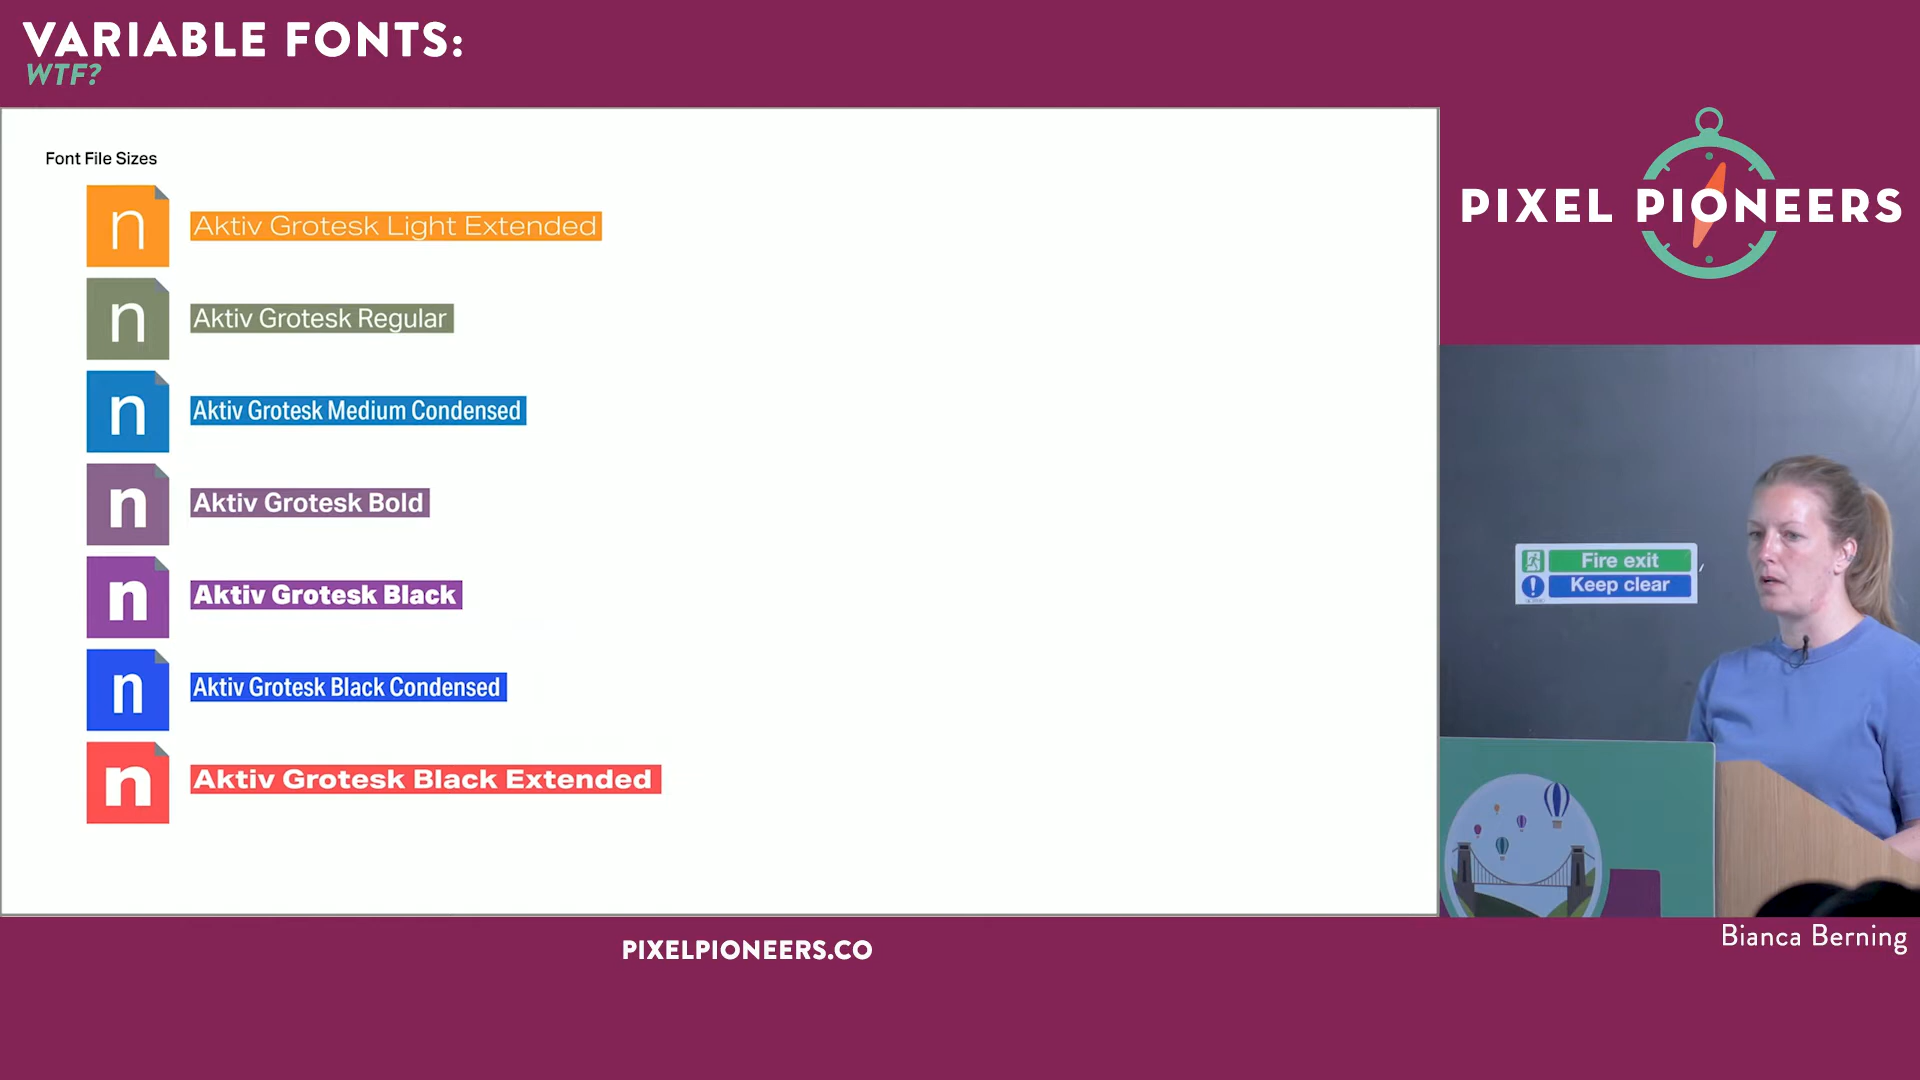 VARIABLE FONTS:
WTF?
Font File Sizes
n
Aktiv Grotesk Light Extended
n
Aktiv Grotesk Regular
n
Aktiv Grotesk Medium Condensed
n
Aktiv Grotesk Bold
n
Aktiv Grotesk Black
n
Aktiv Grotesk Black Condensed
n
Aktiv Grotesk Black Extended
PIXEL PIONEERS
Fire exit
Keep clear
Bianca Berning
PIXELPIONEERS.CO